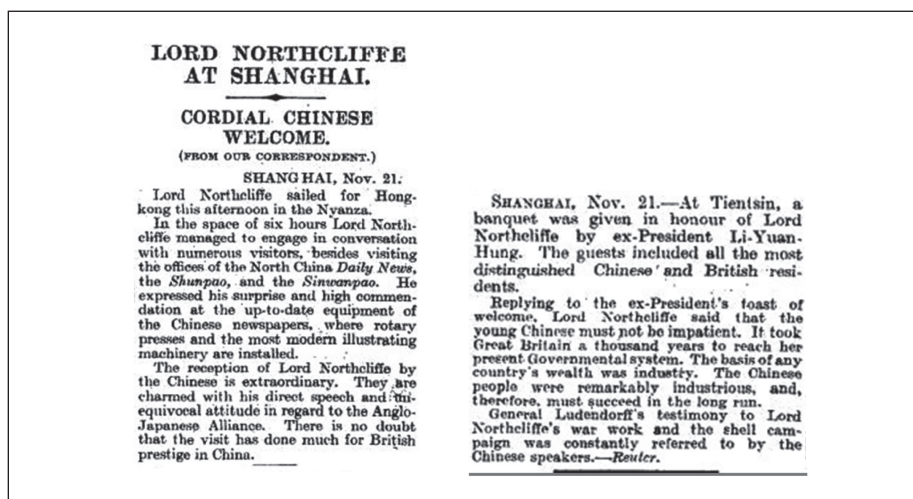 LORD NORTHCLIFFE
AT SHANGHAI.
CORDIAL CHINESE
WELCOME.
(FROM OUR CORRESPONDENT.)
SHANGHAI, Nov. 21.
Lord Northcliffe sailed for Hong-
kong this afternoon in the Nyanza.
In the space of six hours Lord North-
cliffe managed to engage in conversation
with numerous visitors, besides visiting
the offices of the North China Daily News,
the Shunpao, and the Sinwanpao. He
expressed his surprise and high commen-
dation at the up-to-date equipment of
the Chinese newspapers, where rotary
presses and the most modern illustrating
machinery are installed.
The reception of Lord Northcliffe by
the Chinese is extraordinary. They are
charmed with his direct speech and un-
equivocal attitude in regard to the Anglo-
Japanese Alliance. There is no doubt
that the visit has done much for British
prestige in China.
SHANGHAI, Nov. 21.—At Tientsin, a
banquet was given in honour of Lord
Northcliffe by ex-President Li-Yuan-
Hung. The guests included all the most
distinguished Chinese and British resi-
dents.
Replying to the ex-President's toast of
welcome, Lord Northcliffe said that the
young Chinese must not be impatient. It took
Great Britain a thousand years to reach her
present Governmental system. The basis of any
country's wealth was industry. The Chinese
people were remarkably industrious, and,
therefore, must succeed in the long run.
General Ludendorff's testimony to Lord
Northcliffe's war work and the shell cam-
paign was constantly referred to by the
Chinese speakers.—Reuter.